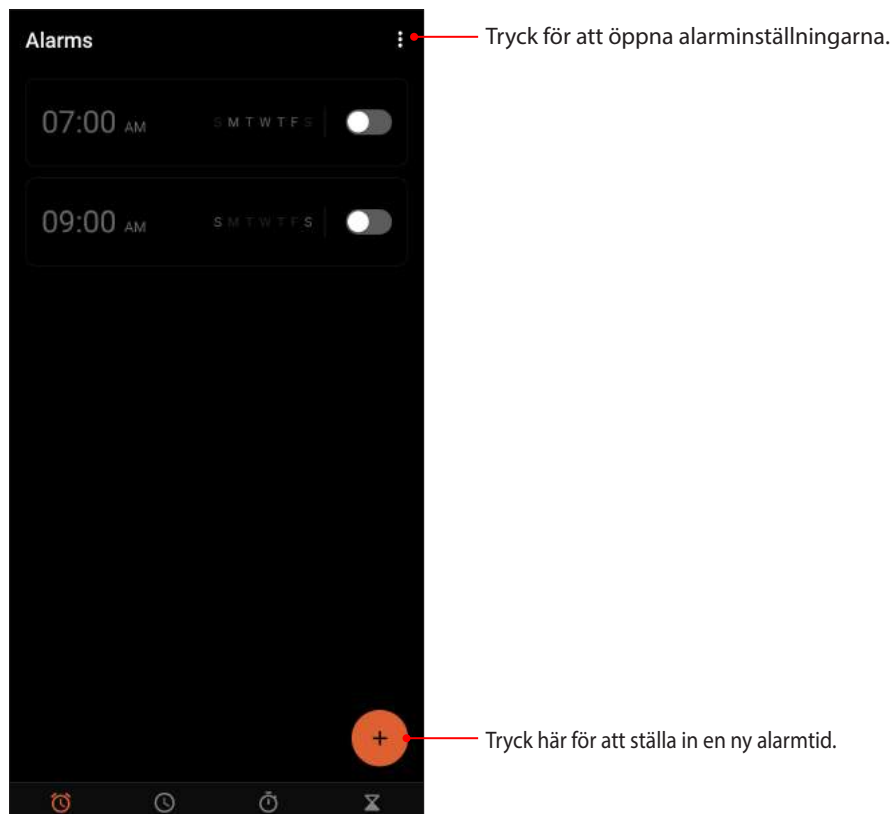 Alarms
Tryck för att öppna alarminställningarna.
07:00 AM
S M T W T F S
09:00 AM
S M T W T F S
Tryck här för att ställa in en ny alarmtid.